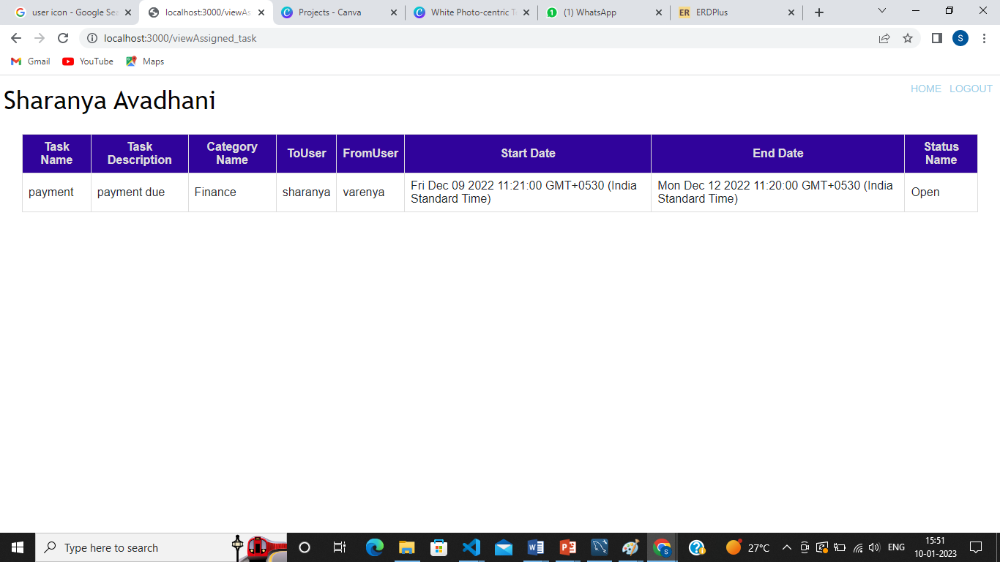 user icon - Google Sea
localhost:3000/viewAs
Projects - Canva
White Photo-centric T
(1) WhatsApp
ER ERDPlus
localhost:3000/viewAssigned_task
S
Gmail YouTube Maps
HOME LOGOUT
Sharanya Avadhani
Task Name Task Description Category Name ToUser FromUser Start Date End Date Status Name
payment payment due Finance sharanya varenya Fri Dec 09 2022 11:21:00 GMT+0530 (India Standard Time) Mon Dec 12 2022 11:20:00 GMT+0530 (India Standard Time) Open
Type here to search
27°C
ENG
15:51
10-01-2023